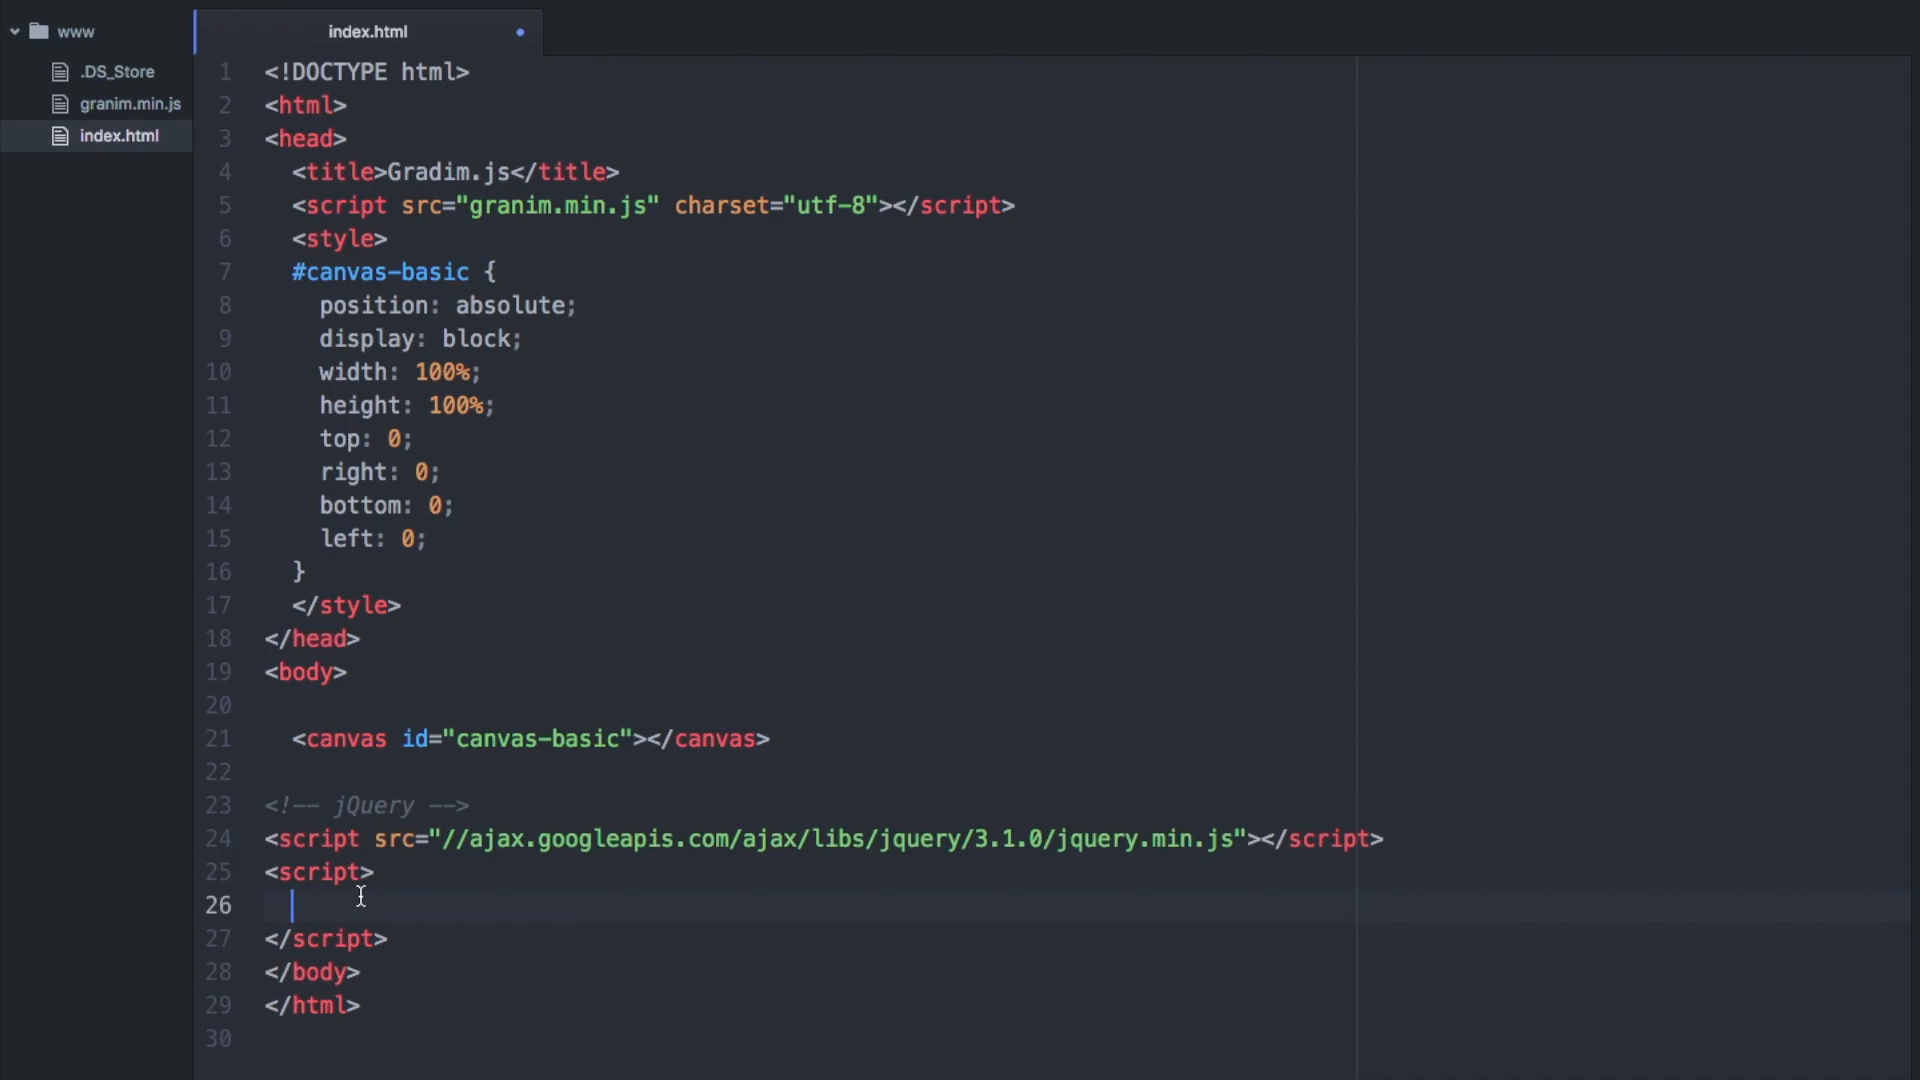 www
index.html
.DS_Store
granim.min.js
index.html
1 <!DOCTYPE html>
2 <html>
3 <head>
4 <title>Gradim.js</title>
5 <script src="granim.min.js" charset="utf-8"></script>
6 <style>
7 #canvas-basic {
8 position: absolute;
9 display: block;
10 width: 100%;
11 height: 100%;
12 top: 0;
13 right: 0;
14 bottom: 0;
15 left: 0;
16 }
17 </style>
18 </head>
19 <body>
20
21 <canvas id="canvas-basic"></canvas>
22
23 <!-- jQuery -->
24 <script src="//ajax.googleapis.com/ajax/libs/jquery/3.1.0/jquery.min.js"></script>
25 <script>
26
27 </script>
28 </body>
29 </html>
30